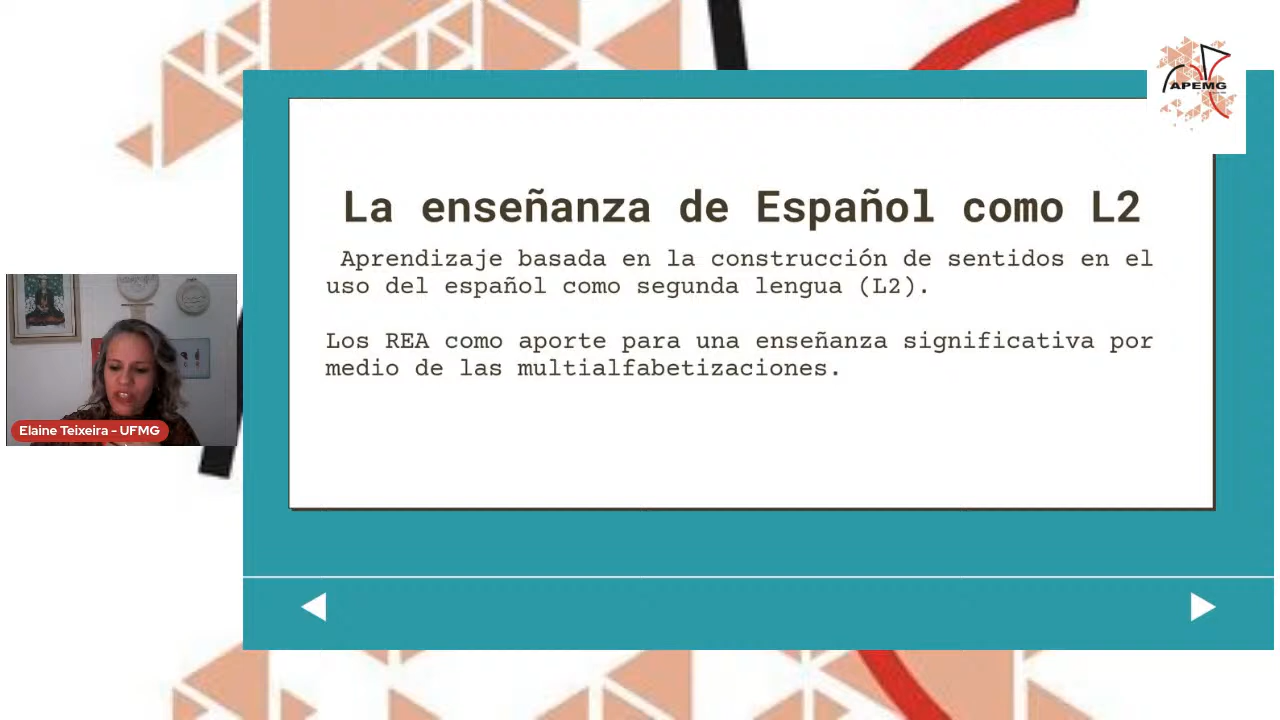 APEMG
La enseñanza de Español como L2
Aprendizaje basada en la construcción de sentidos en el
uso del español como segunda lengua (L2).
Los REA como aporte para una enseñanza significativa por
medio de las multialfabetizaciones.
Elaine Teixeira - UFMG